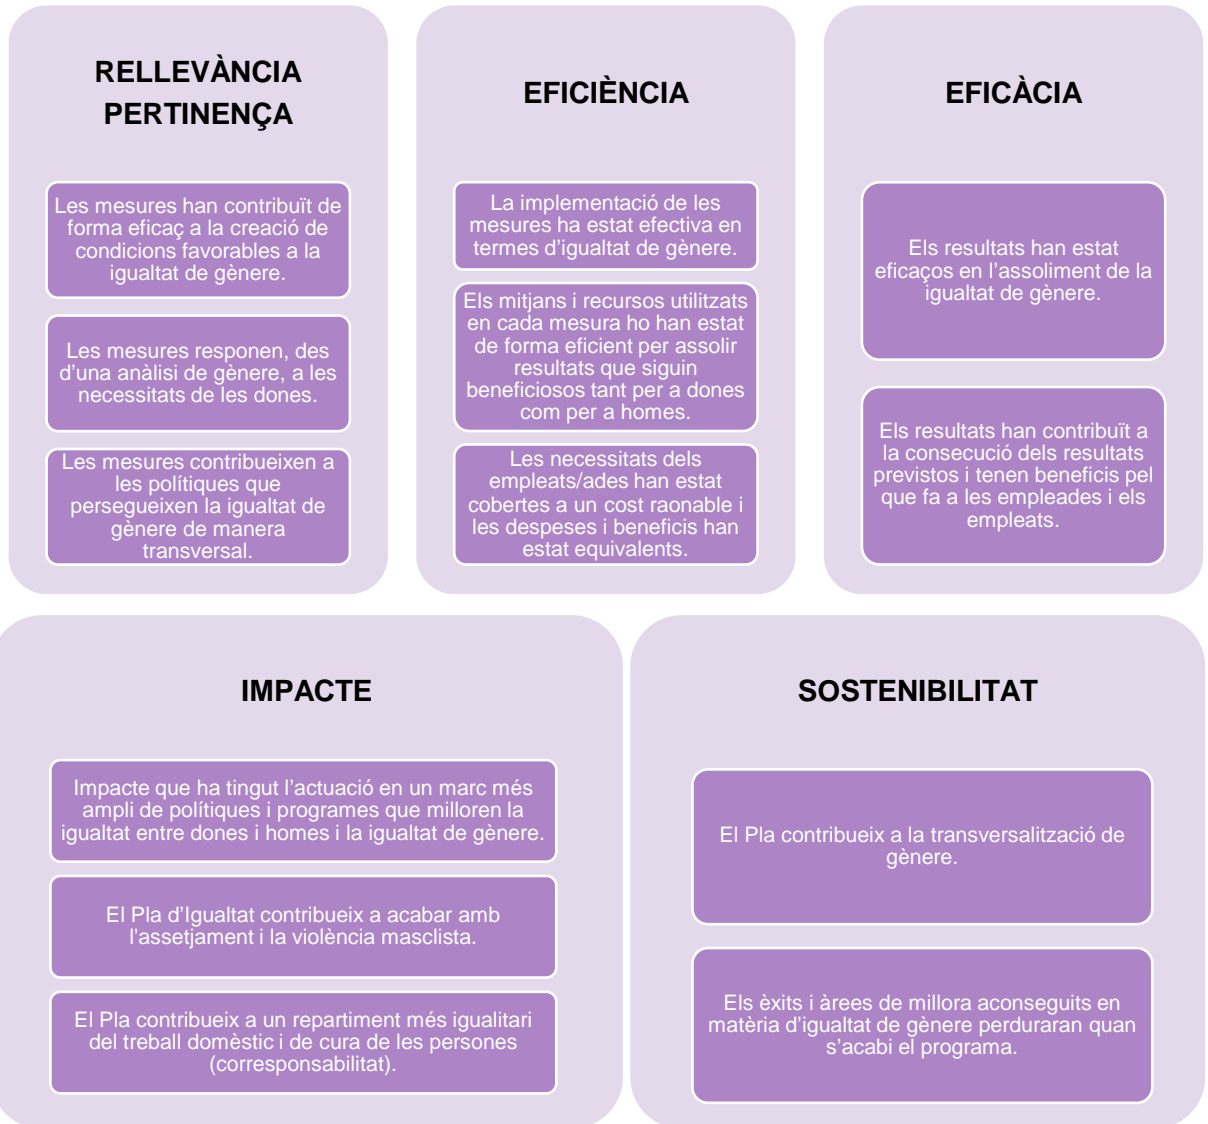 RELLEVÀNCIA
PERTINENÇA
Les mesures han contribuït de
forma eficaç a la creació de
condicions favorables a la
igualtat de gènere.
Les mesures responen, des
d’una anàlisi de gènere, a les
necessitats de les dones.
Les mesures contribueixen a
les polítiques que
persegueixen la igualtat de
gènere de manera
transversal.
EFICIÈNCIA
La implementació de les
mesures ha estat efectiva en
termes d’igualtat de gènere.
Els mitjans i recursos utilitzats
en cada mesura ho han estat
de forma eficient per assolir
resultats que siguin
beneficiosos tant per a dones
com per a homes.
Les necessitats dels
empleats/ades han estat
cobertes a un cost raonable i
les despeses i beneficis han
estat equivalents.
EFICÀCIA
Els resultats han estat
eficaços en l’assoliment de la
igualtat de gènere.
Els resultats han contribuït a
la consecució dels resultats
previstos i tenen beneficis pel
que fa a les empleades i els
empleats.
IMPACTE
Impacte que ha tingut l’actuació en un marc més
ampli de polítiques i programes que milloren la
igualtat entre dones i homes i la igualtat de gènere.
El Pla d’Igualtat contribueix a acabar amb
l'assetjament i la violència masclista.
El Pla contribueix a un repartiment més igualitari
del treball domèstic i de cura de les persones
(corresponsabilitat).
SOSTENIBILITAT
El Pla contribueix a la transversalització de
gènere.
Els èxits i àrees de millora aconseguits en
matèria d’igualtat de gènere perduraran quan
s’acabi el programa.